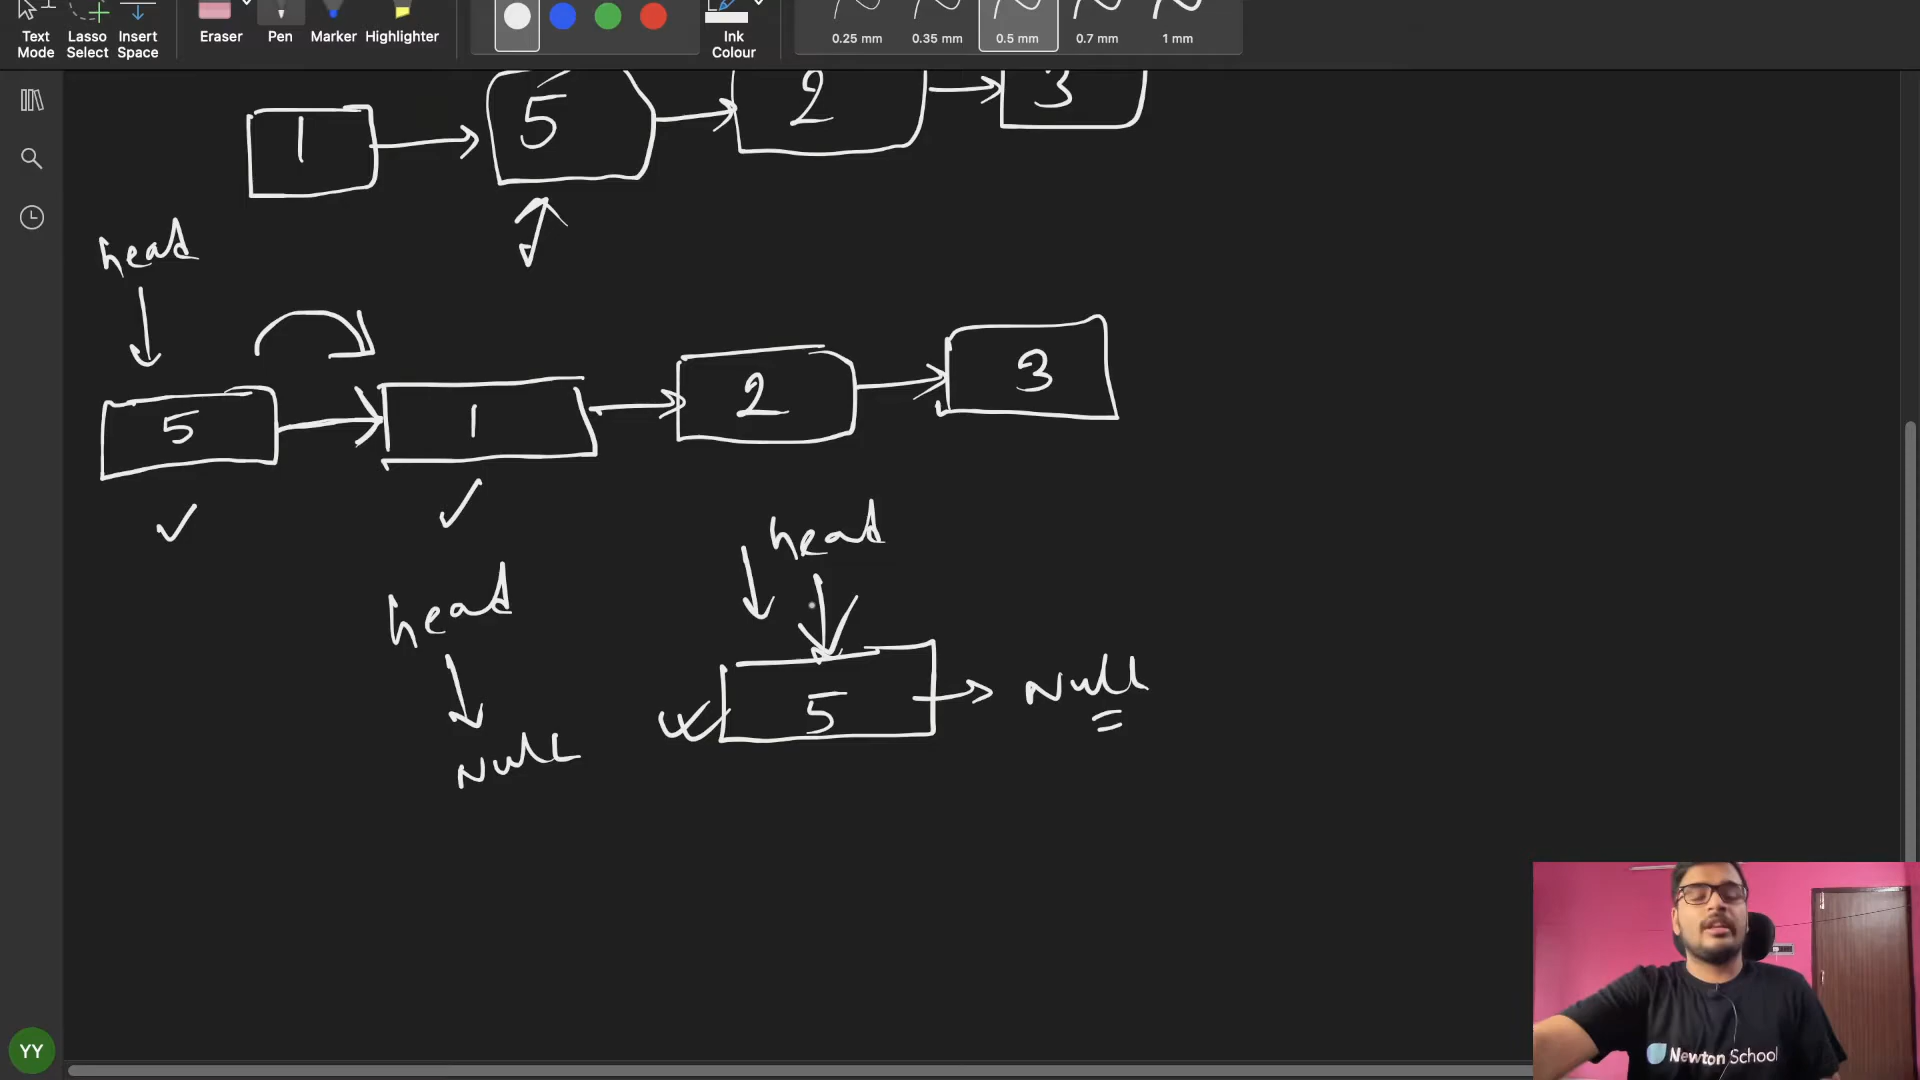 Text Mode
Lasso Select
Insert Space
Eraser
Pen
Marker
Highlighter
Ink Colour
0.25 mm
0.35 mm
0.5 mm
0.7 mm
1 mm
1 5 2 3
head
5 1 2 3
head
head
5 Null
Null
YY
Newton School